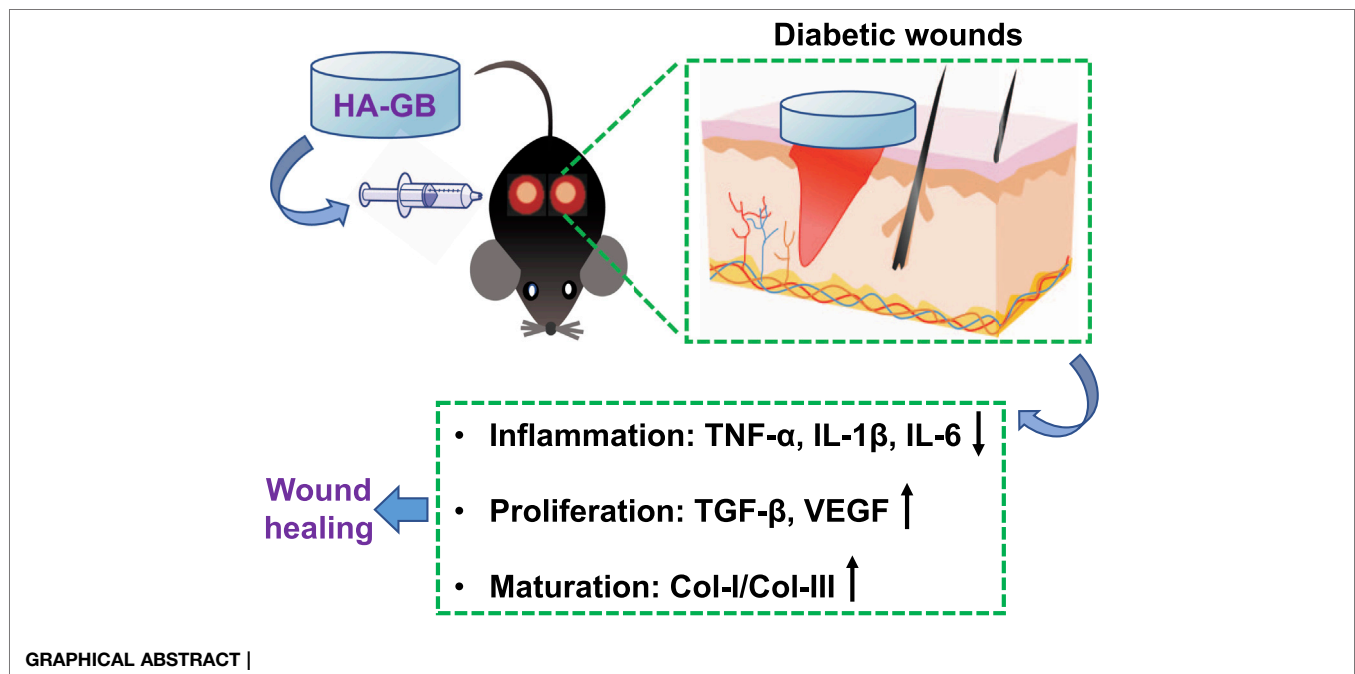 Diabetic wounds
HA-GB
• Inflammation: TNF-α, IL-1β, IL-6 ↓
• Proliferation: TGF-β, VEGF ↑
• Maturation: Col-I/Col-III ↑
Wound
healing
GRAPHICAL ABSTRACT |